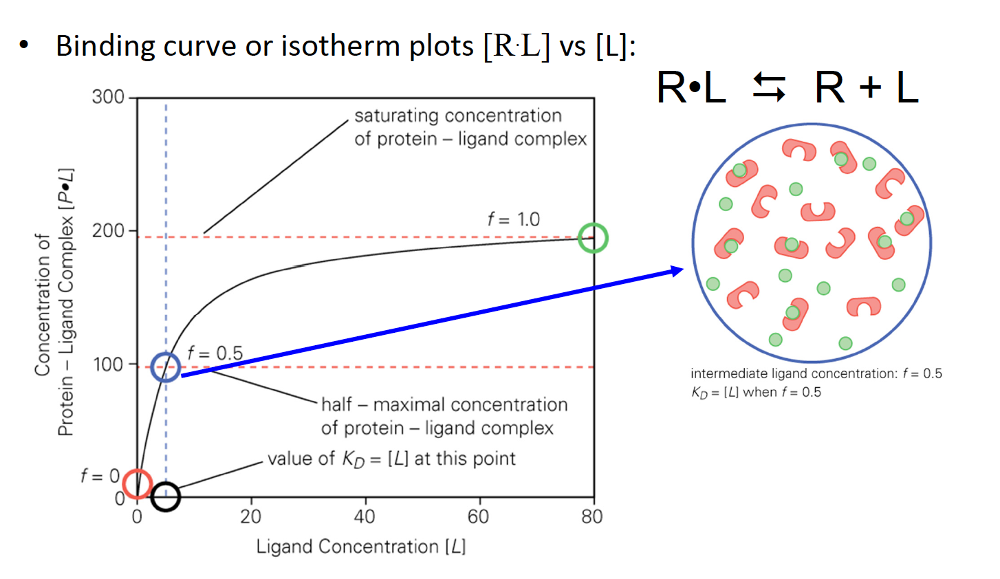 • Binding curve or isotherm plots [R·L] vs [L]:
R•L ⇆ R + L
300
saturating concentration
of protein – ligand complex
200
f = 1.0
100
f = 0.5
half – maximal concentration
of protein – ligand complex
value of KD = [L] at this point
f = 0
0
0 20 40 60 80
Ligand Concentration [L]
Concentration of
Protein – Ligand Complex [P•L]
intermediate ligand concentration: f = 0.5
KD = [L] when f = 0.5